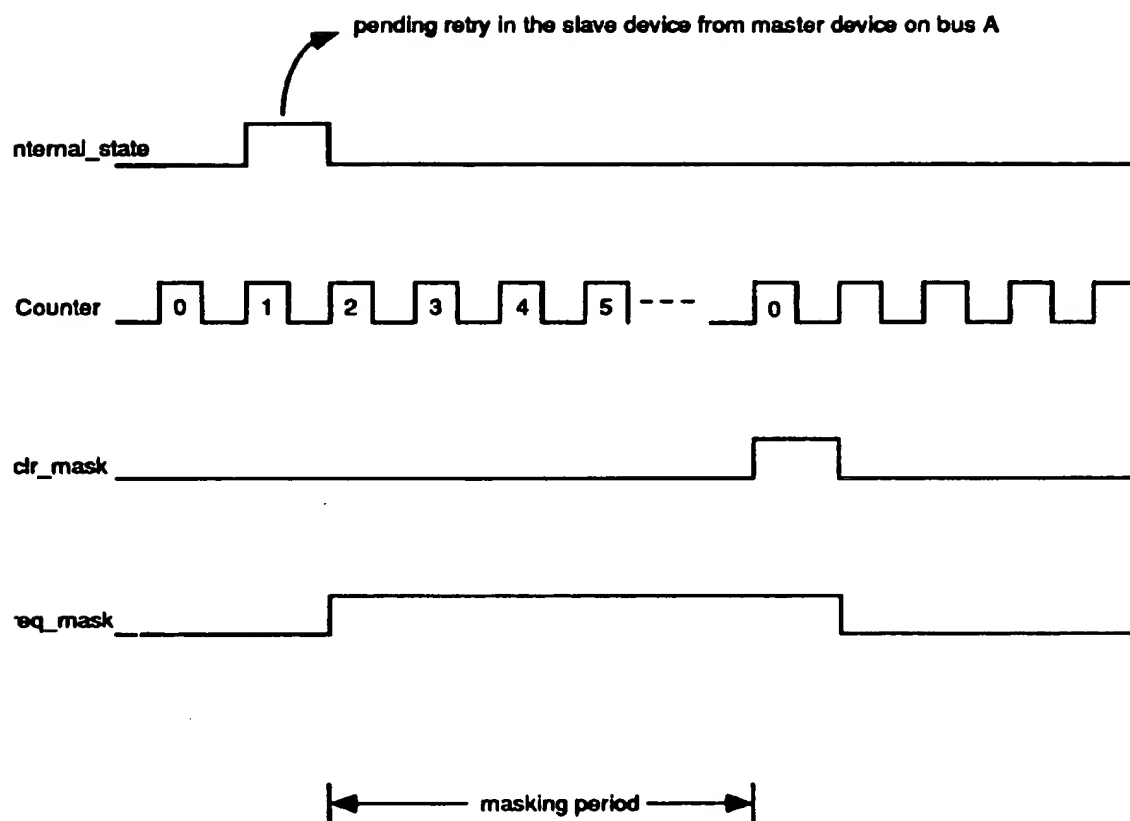 pending retry in the slave device from master device on bus A
nternal_state
Counter
0 1 2 3 4 5 0
clr_mask
eq_mask
masking period